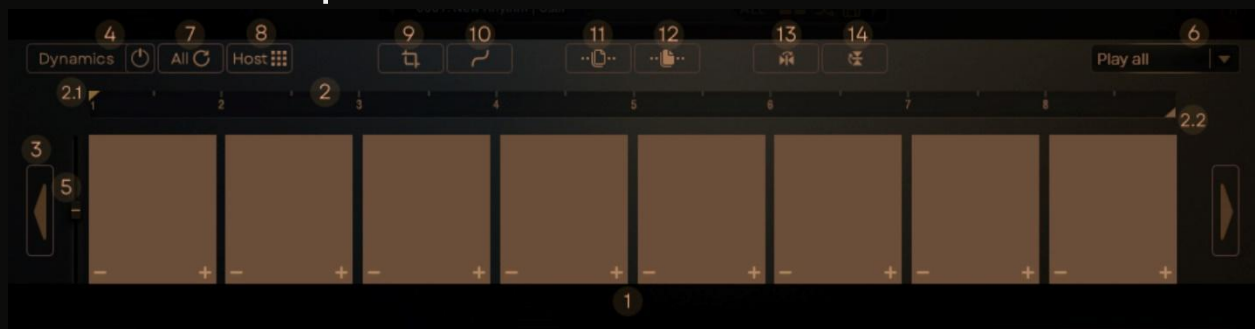 4 7 8 9 10 11 12 13 14 6
Dynamics All Host Play all
2.1 1 2 2 3 4 5 6 7 8
2.2
3
5
− + − + − + − + − + − + − + − +
1